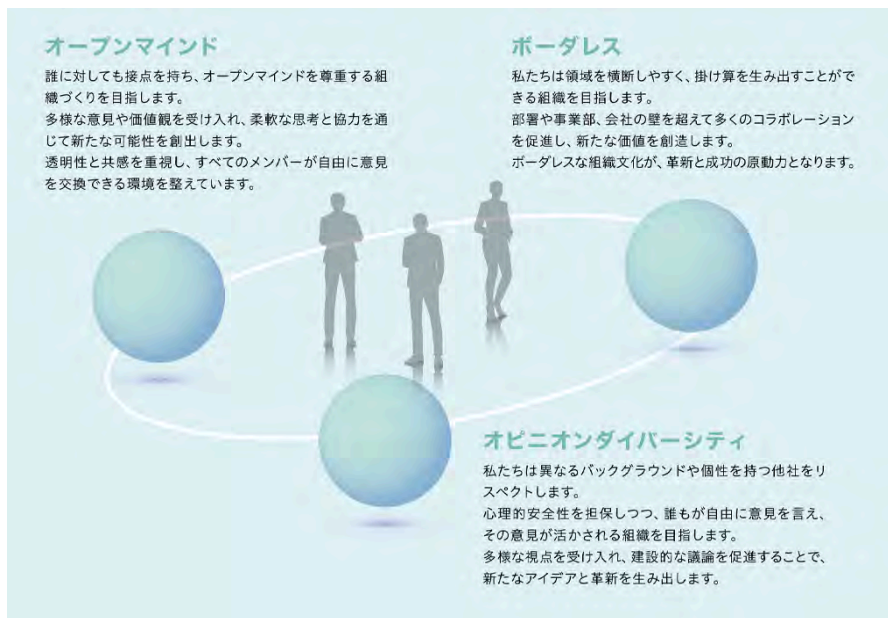 オープンマインド
誰に対しても接点を持ち、オープンマインドを尊重する組
織づくりを目指します。
多様な意見や価値観を受け入れ、柔軟な思考と協力を通
じて新たな可能性を創出します。
透明性と共感を重視し、すべてのメンバーが自由に意見
を交換できる環境を整えています。
ボーダレス
私たちは領域を横断しやすく、掛け算を生み出すことがで
きる組織を目指します。
部署や事業部、会社の壁を超えて多くのコラボレーション
を促進し、新たな価値を創造します。
ボーダレスな組織文化が、革新と成功の原動力となります。
オピニオンダイバーシティ
私たちは異なるバックグラウンドや個性を持つ他社をリ
スペクトします。
心理的安全性を担保しつつ、誰もが自由に意見を言え、
その意見が活かされる組織を目指します。
多様な視点を受け入れ、建設的な議論を促進することで、
新たなアイデアと革新を生み出します。